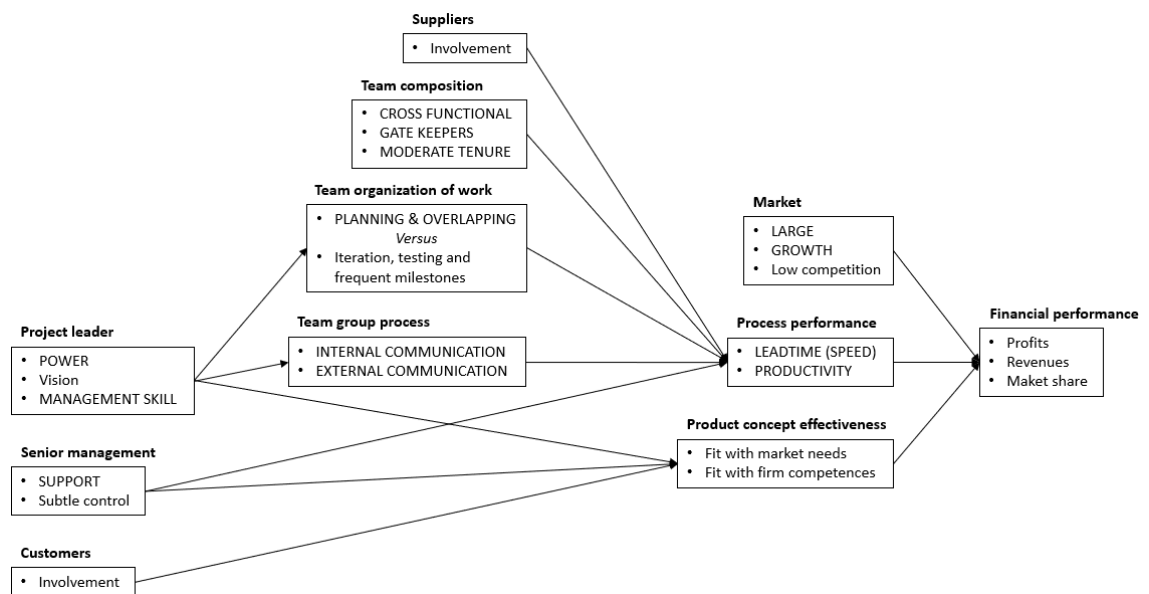 Suppliers
• Involvement
Team composition
• CROSS FUNCTIONAL
• GATE KEEPERS
• MODERATE TENURE
Team organization of work
• PLANNING & OVERLAPPING
Versus
• Iteration, testing and
frequent milestones
Team group process
• INTERNAL COMMUNICATION
• EXTERNAL COMMUNICATION
Project leader
• POWER
• Vision
• MANAGEMENT SKILL
Senior management
• SUPPORT
• Subtle control
Customers
• Involvement
Market
• LARGE
• GROWTH
• Low competition
Process performance
• LEADTIME (SPEED)
• PRODUCTIVITY
Product concept effectiveness
• Fit with market needs
• Fit with firm competences
Financial performance
• Profits
• Revenues
• Maket share